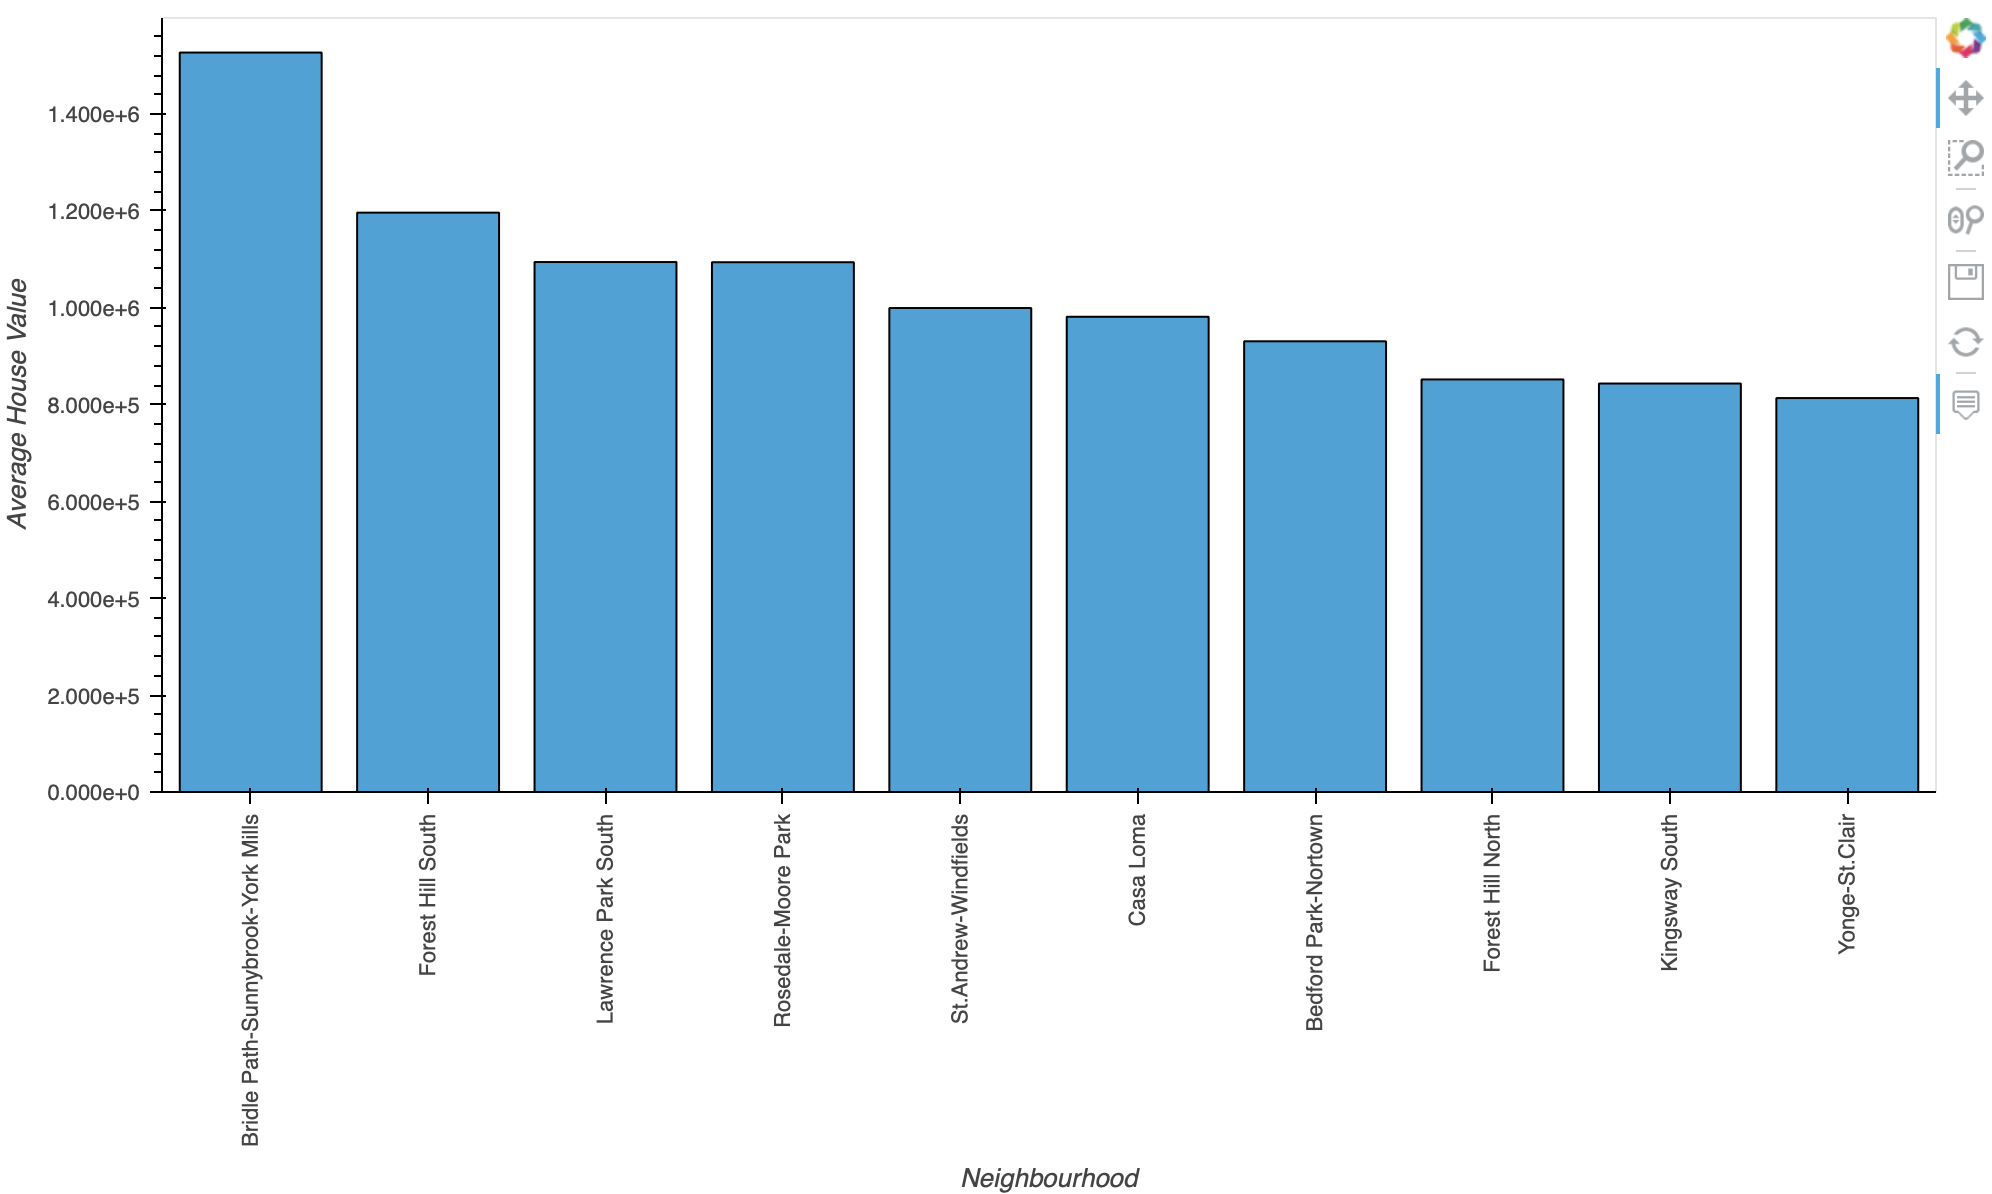 1.400e+6
1.200e+6
1.000e+6
8.000e+5
6.000e+5
4.000e+5
2.000e+5
0.000e+0
Average House Value
Bridle Path-Sunnybrook-York Mills
Forest Hill South
Lawrence Park South
Rosedale-Moore Park
St.Andrew-Windfields
Casa Loma
Bedford Park-Nortown
Forest Hill North
Kingsway South
Yonge-St.Clair
Neighbourhood